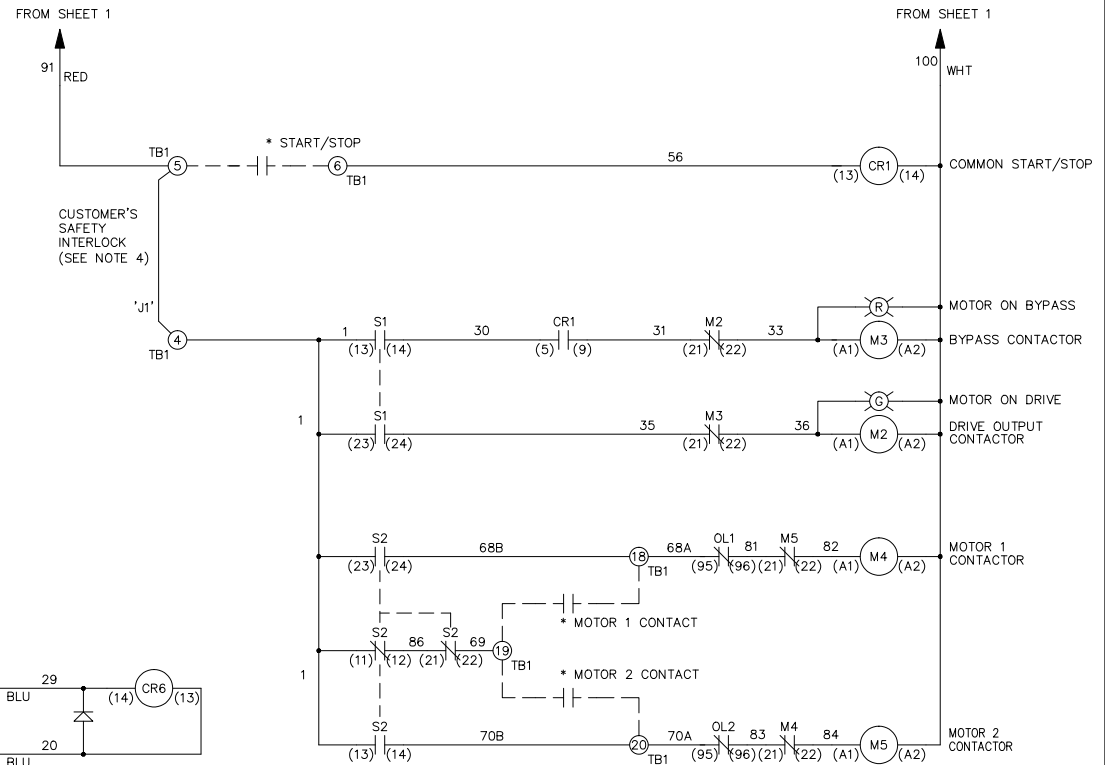 FROM SHEET 1
FROM SHEET 1
91
RED
100
WHT
TB1
5
* START/STOP
6
TB1
56
(13)
CR1
(14)
COMMON START/STOP
CUSTOMER'S
SAFETY
INTERLOCK
(SEE NOTE 4)
'J1'
4
TB1
R
MOTOR ON BYPASS
1
S1
(13)
(14)
30
CR1
(5)
(9)
31
M2
(21)
(22)
33
(A1)
M3
(A2)
BYPASS CONTACTOR
G
MOTOR ON DRIVE
1
S1
(23)
(24)
35
M3
(21)
(22)
36
(A1)
M2
(A2)
DRIVE OUTPUT
CONTACTOR
S2
(23)
(24)
68B
18
TB1
68A
OL1
(95)
(96)
81
M5
(21)
(22)
82
(A1)
M4
(A2)
MOTOR 1
CONTACTOR
* MOTOR 1 CONTACT
S2
(11)
(12)
86
S2
(21)
(22)
69
19
TB1
* MOTOR 2 CONTACT
1
29
BLU
(14)
CR6
(13)
20
BLU
S2
(13)
(14)
70B
20
TB1
70A
OL2
(95)
(96)
83
M4
(21)
(22)
84
(A1)
M5
(A2)
MOTOR 2
CONTACTOR